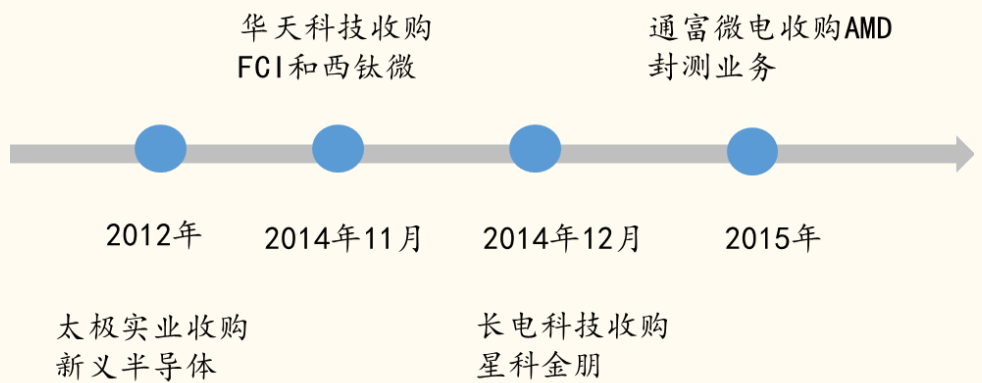 华天科技收购
FCI和西钛微
通富微电收购AMD
封测业务
2012年
2014年11月
2014年12月
2015年
太极实业收购
新义半导体
长电科技收购
星科金朋